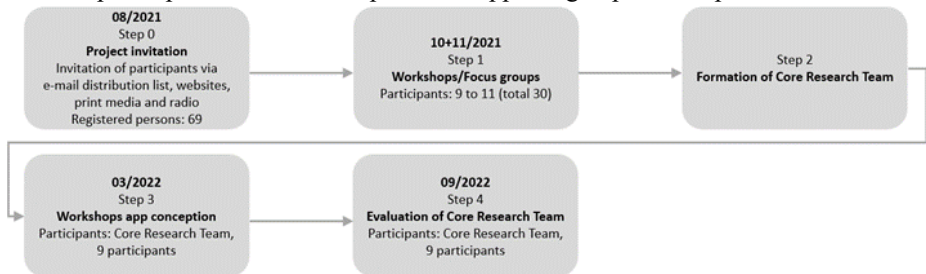 08/2021
Step 0
Project invitation
Invitation of participants via
e-mail distribution list, websites,
print media and radio
Registered persons: 69
10+11/2021
Step 1
Workshops/Focus groups
Participants: 9 to 11 (total 30)
Step 2
Formation of Core Research Team
03/2022
Step 3
Workshops app conception
Participants: Core Research Team,
9 participants
09/2022
Step 4
Evaluation of Core Research Team
Participants: Core Research Team,
9 participants